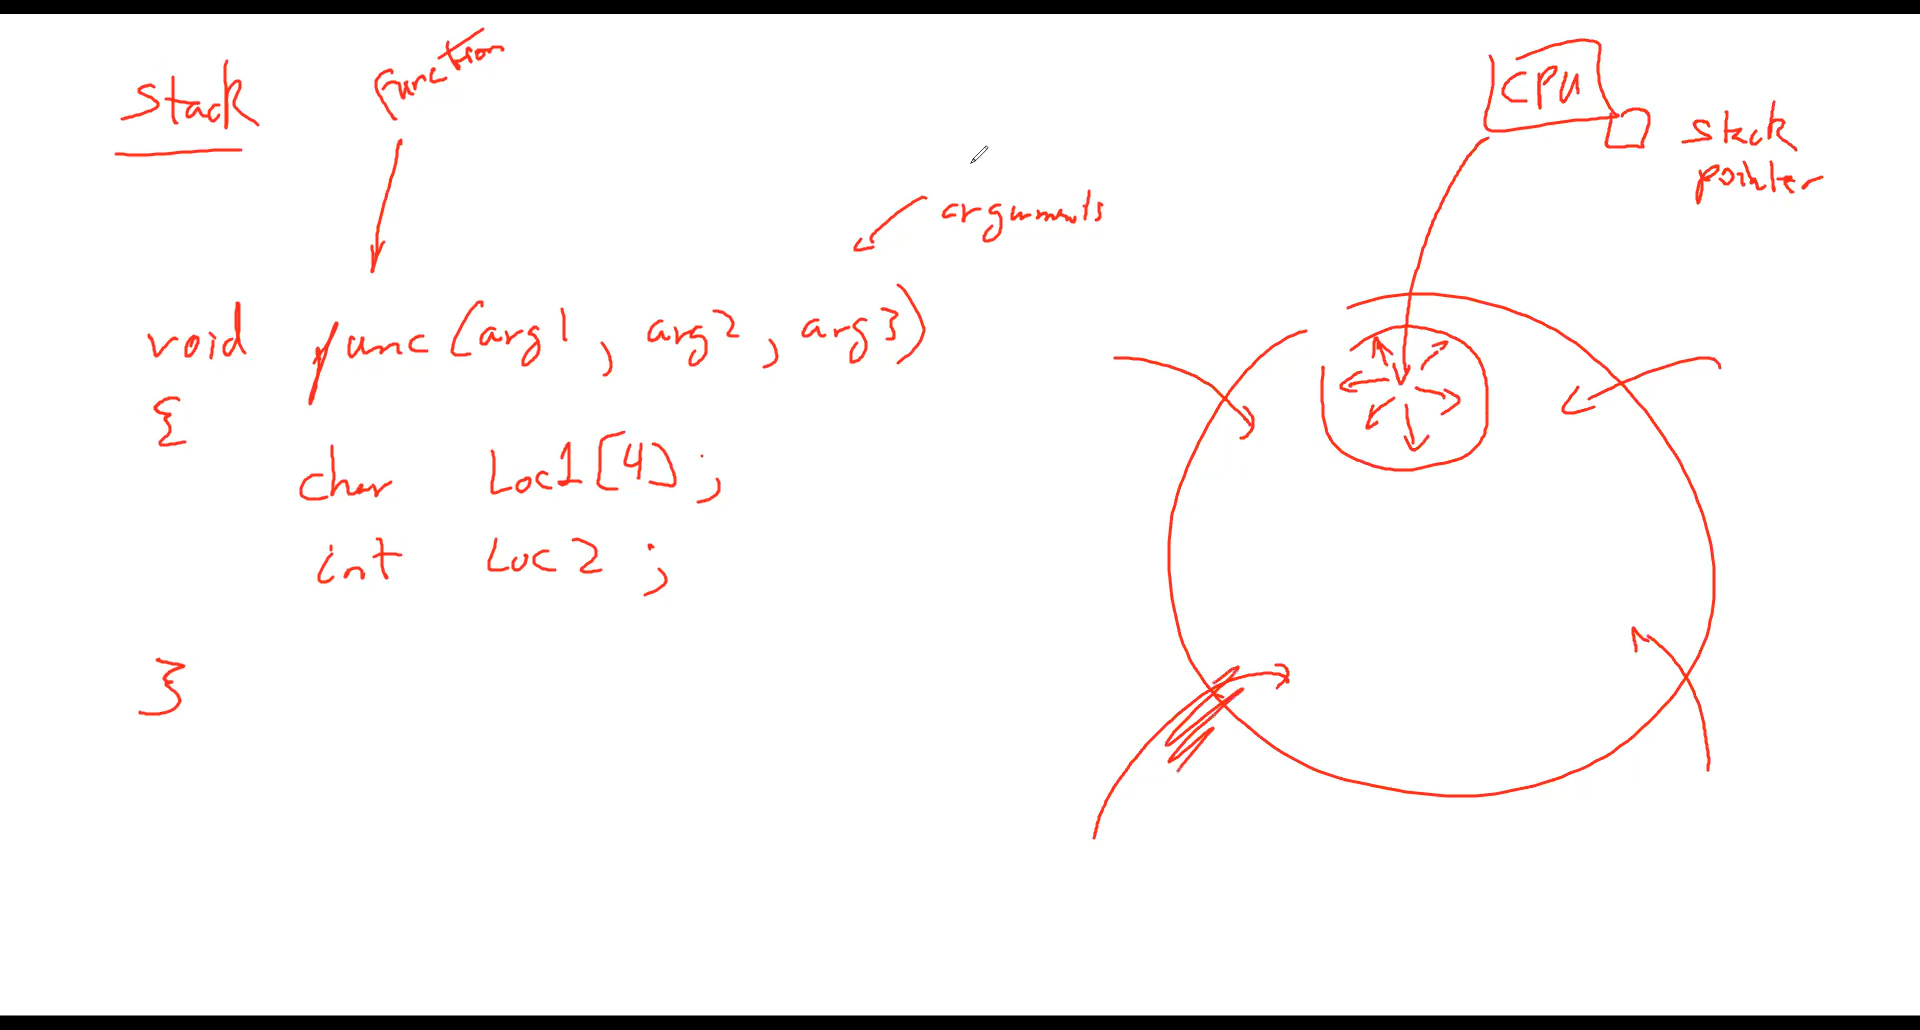 Stack
function
CPU
stack
pointer
arguments
void func(arg1, arg2, arg3)
{
char Loc1[4];
int Loc2;
}